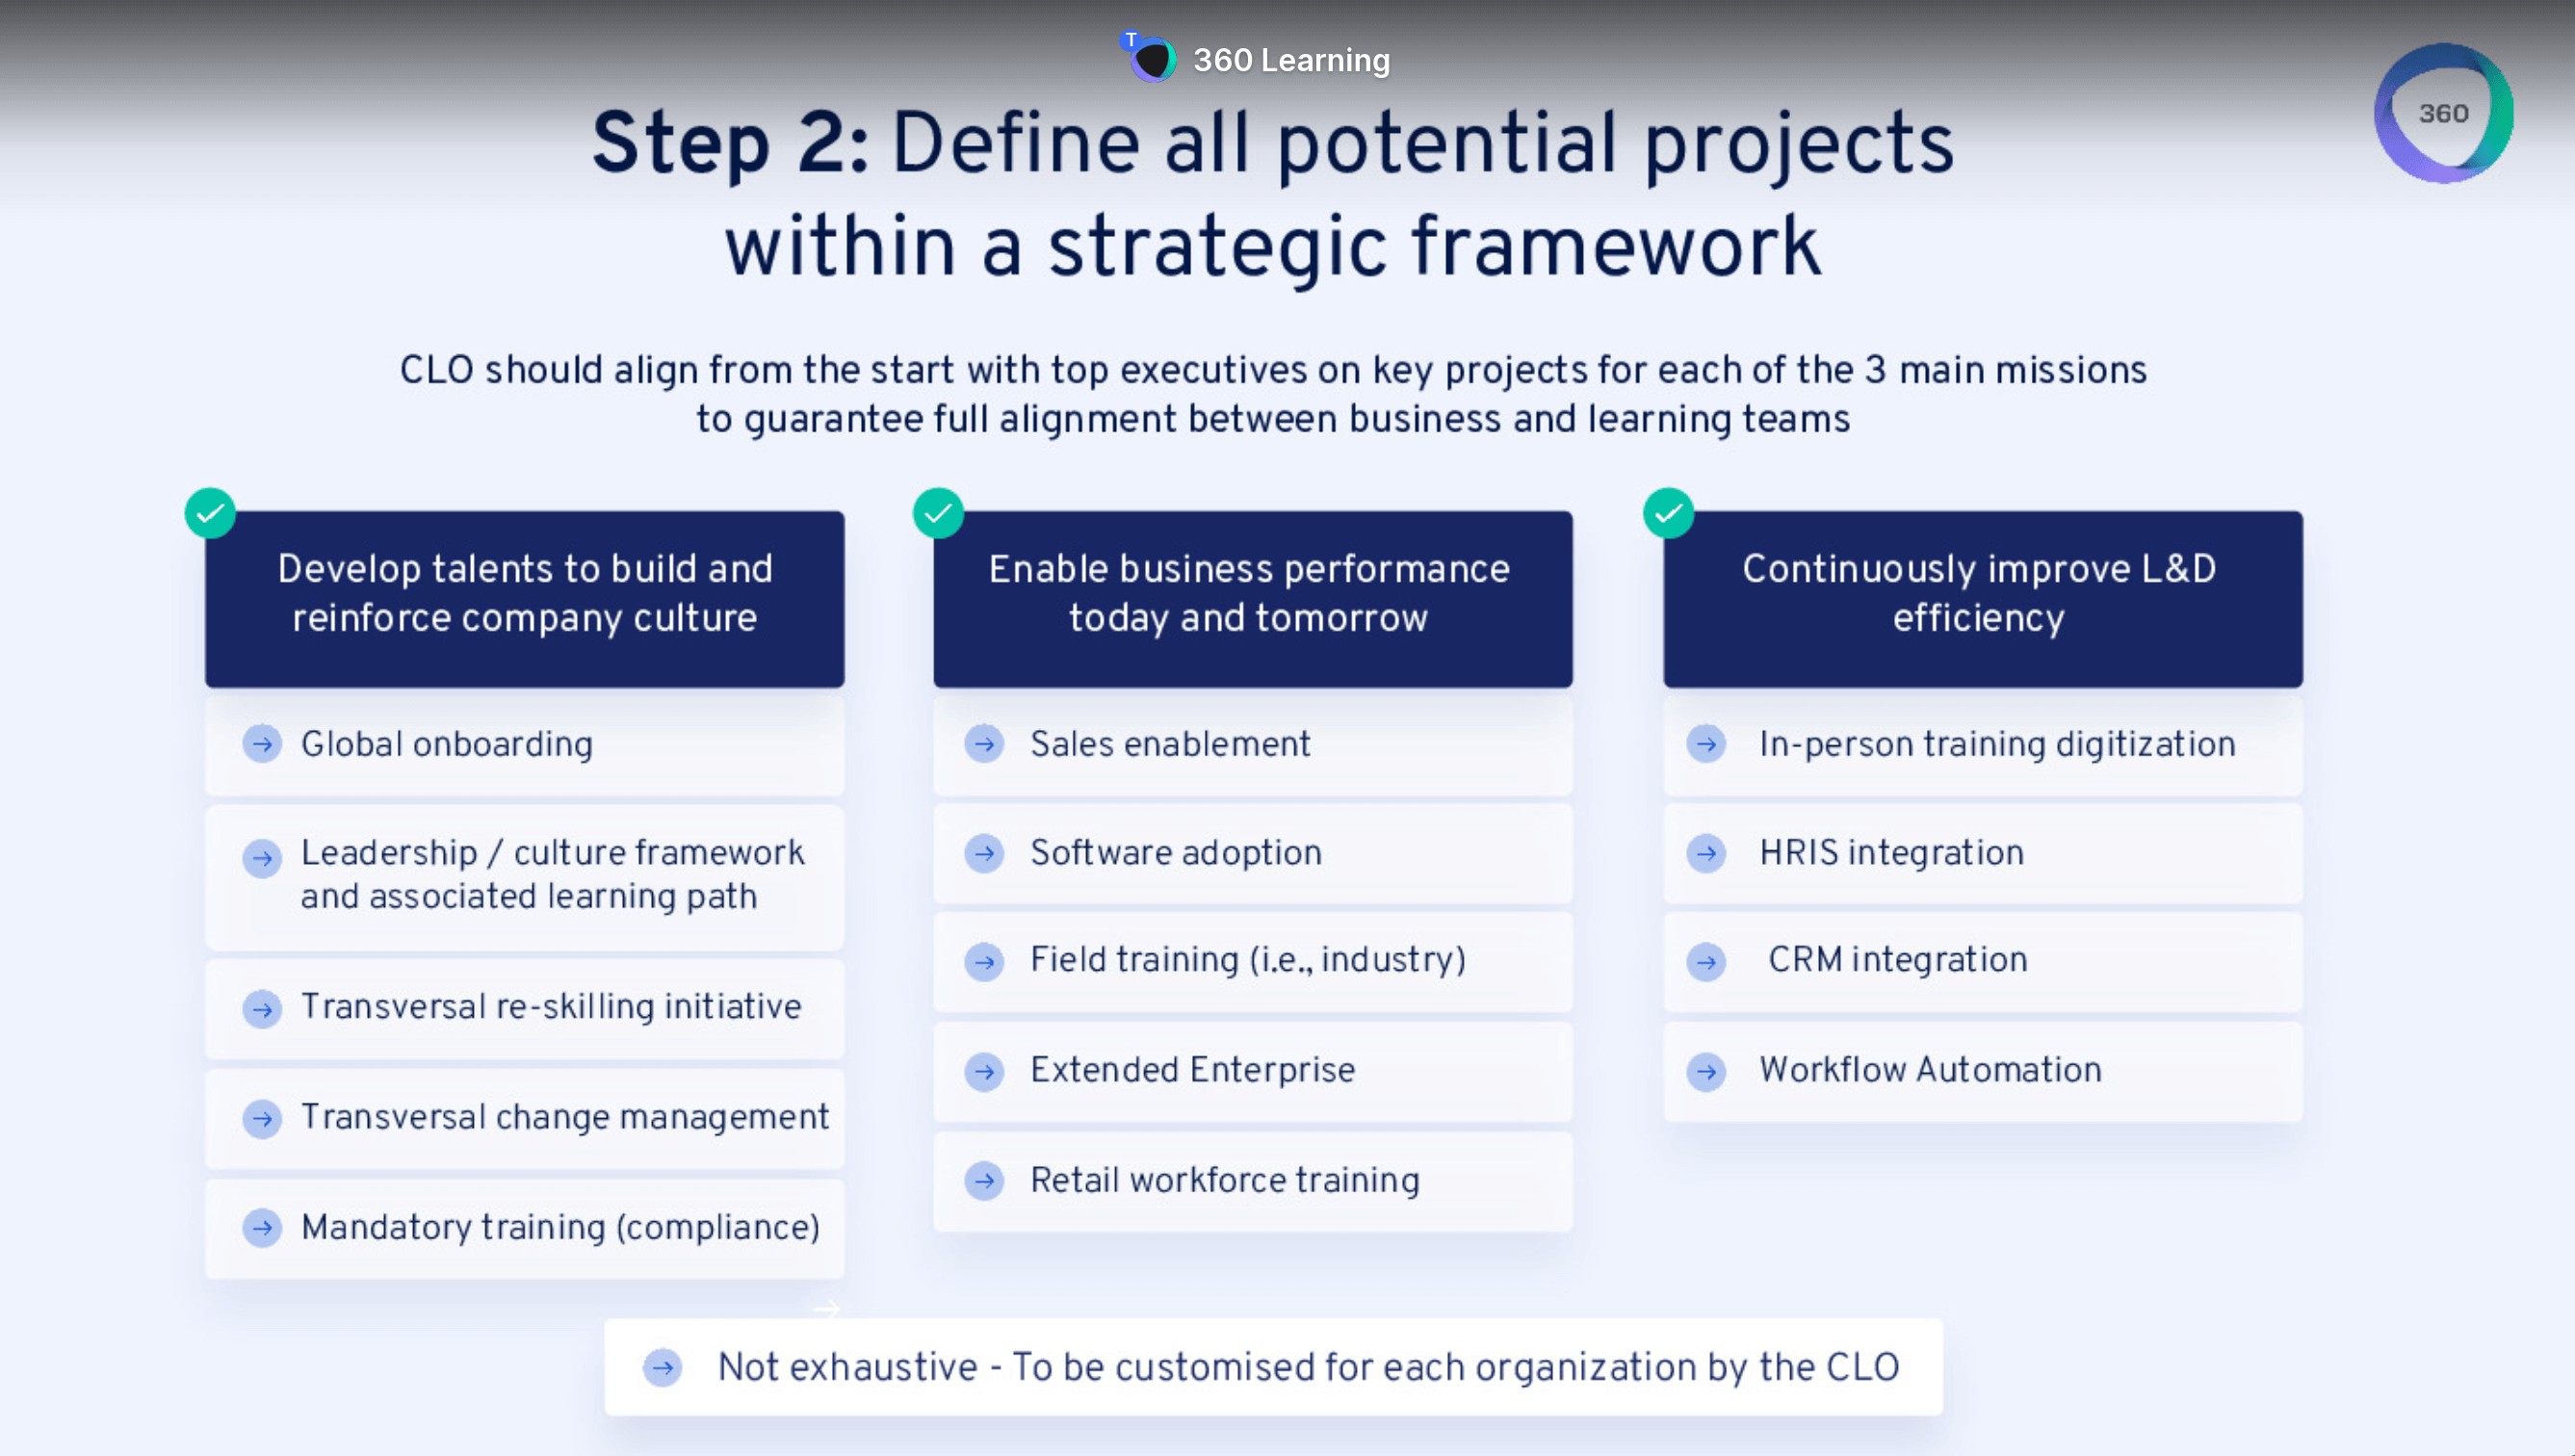 T
360 Learning
360
Step 2: Define all potential projects
within a strategic framework
CLO should align from the start with top executives on key projects for each of the 3 main missions
to guarantee full alignment between business and learning teams
Develop talents to build and
reinforce company culture
Global onboarding
Leadership / culture framework
and associated learning path
Transversal re-skilling initiative
Transversal change management
Mandatory training (compliance)
Enable business performance
today and tomorrow
Sales enablement
Software adoption
Field training (i.e., industry)
Extended Enterprise
Retail workforce training
Continuously improve L&D
efficiency
In-person training digitization
HRIS integration
CRM integration
Workflow Automation
Not exhaustive - To be customised for each organization by the CLO